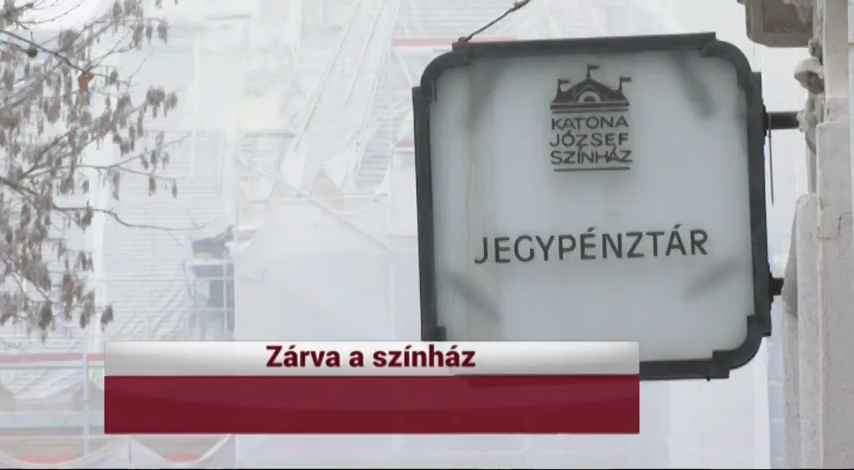 KATONA
JÓZSEF
SZÍNHÁZ
JEGYPÉNZTÁR
Zárva a színház